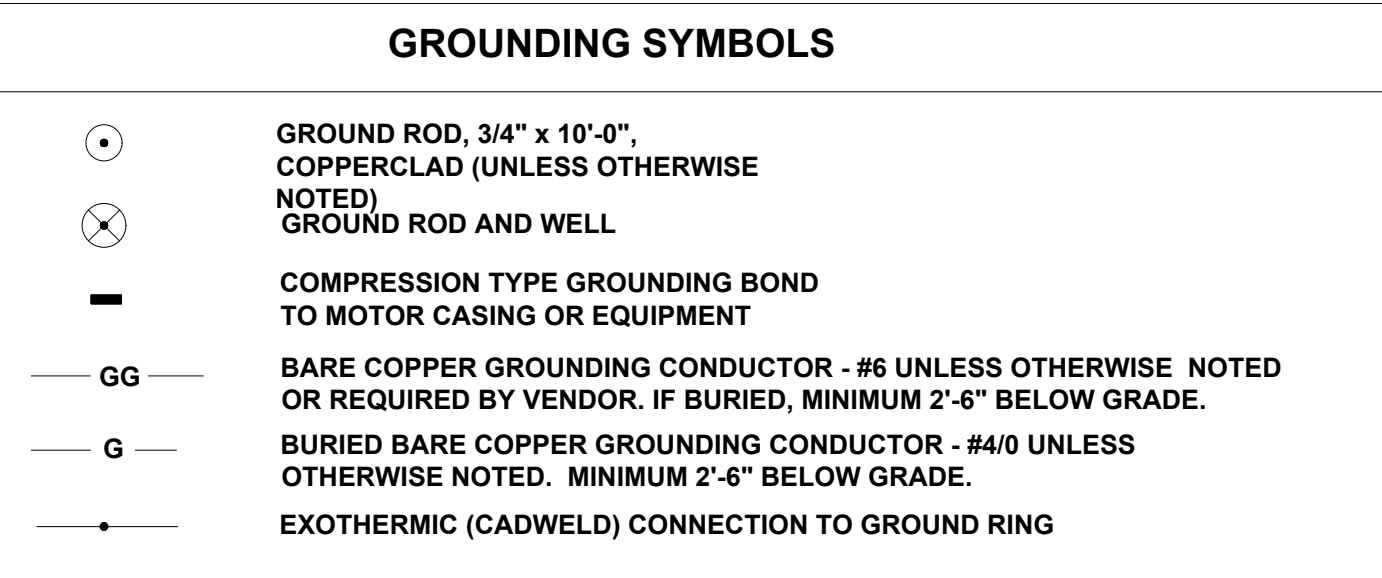 GROUNDING SYMBOLS
GROUND ROD, 3/4" x 10'-0",
COPPERCLAD (UNLESS OTHERWISE
NOTED)
GROUND ROD AND WELL
COMPRESSION TYPE GROUNDING BOND
TO MOTOR CASING OR EQUIPMENT
GG
BARE COPPER GROUNDING CONDUCTOR - #6 UNLESS OTHERWISE  NOTED
OR REQUIRED BY VENDOR. IF BURIED, MINIMUM 2'-6" BELOW GRADE.
G
BURIED BARE COPPER GROUNDING CONDUCTOR - #4/0 UNLESS
OTHERWISE NOTED.  MINIMUM 2'-6" BELOW GRADE.
EXOTHERMIC (CADWELD) CONNECTION TO GROUND RING